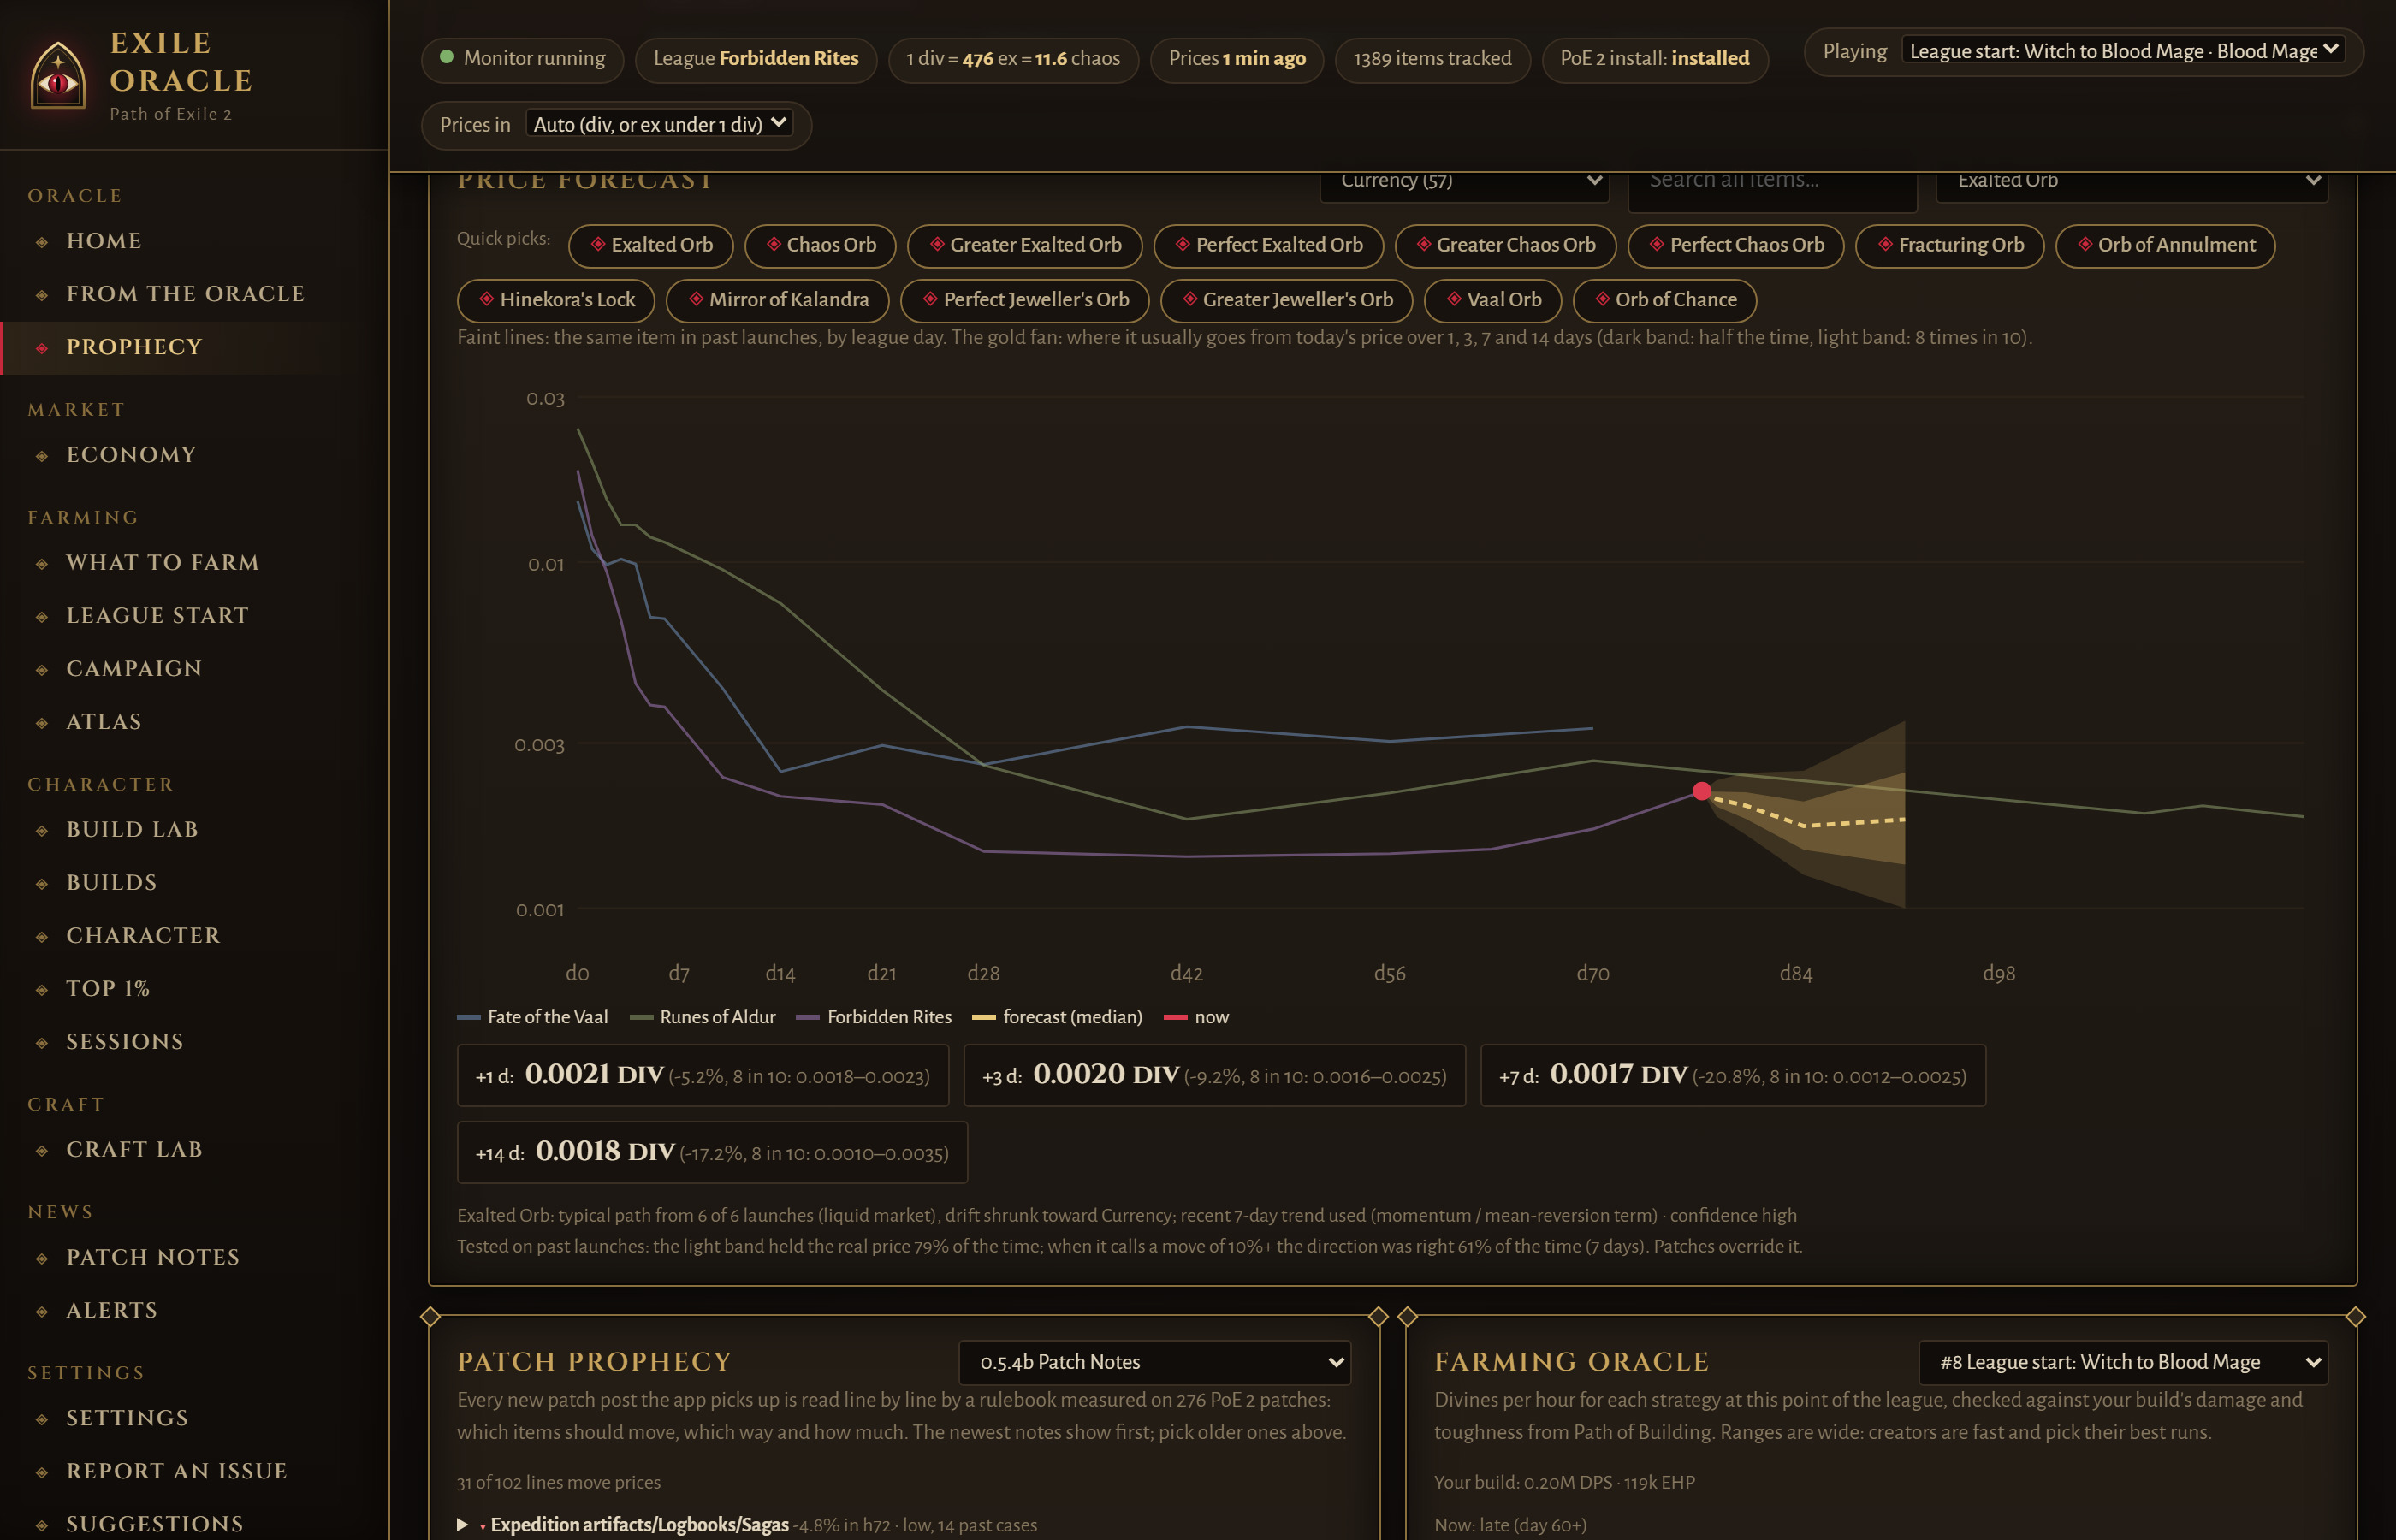 EXILE
ORACLE
Path of Exile 2
Monitor running
League Forbidden Rites
1 div = 476 ex = 11.6 chaos
Prices 1 min ago
1389 items tracked
PoE 2 install: installed
Playing League start: Witch to Blood Mage · Blood Mage
Prices in Auto (div, or ex under 1 div)
ORACLE
HOME
FROM THE ORACLE
PROPHECY
MARKET
ECONOMY
FARMING
WHAT TO FARM
LEAGUE START
CAMPAIGN
ATLAS
CHARACTER
BUILD LAB
BUILDS
CHARACTER
TOP 1%
SESSIONS
CRAFT
CRAFT LAB
NEWS
PATCH NOTES
ALERTS
SETTINGS
SETTINGS
REPORT AN ISSUE
SUGGESTIONS
PRICE FORECAST
Currency (57)
Search all items...
Exalted Orb
Quick picks: Exalted Orb Chaos Orb Greater Exalted Orb Perfect Exalted Orb Greater Chaos Orb Perfect Chaos Orb Fracturing Orb Orb of Annulment
Hinekora's Lock Mirror of Kalandra Perfect Jeweller's Orb Greater Jeweller's Orb Vaal Orb Orb of Chance
Faint lines: the same item in past launches, by league day. The gold fan: where it usually goes from today's price over 1, 3, 7 and 14 days (dark band: half the time, light band: 8 times in 10).
0.03
0.01
0.003
0.001
d0 d7 d14 d21 d28 d42 d56 d70 d84 d98
Fate of the Vaal Runes of Aldur Forbidden Rites forecast (median) now
+1 d: 0.0021 DIV (-5.2%, 8 in 10: 0.0018–0.0023)
+3 d: 0.0020 DIV (-9.2%, 8 in 10: 0.0016–0.0025)
+7 d: 0.0017 DIV (-20.8%, 8 in 10: 0.0012–0.0025)
+14 d: 0.0018 DIV (-17.2%, 8 in 10: 0.0010–0.0035)
Exalted Orb: typical path from 6 of 6 launches (liquid market), drift shrunk toward Currency; recent 7-day trend used (momentum / mean-reversion term) · confidence high
Tested on past launches: the light band held the real price 79% of the time; when it calls a move of 10%+ the direction was right 61% of the time (7 days). Patches override it.
PATCH PROPHECY
0.5.4b Patch Notes
Every new patch post the app picks up is read line by line by a rulebook measured on 276 PoE 2 patches:
which items should move, which way and how much. The newest notes show first; pick older ones above.
31 of 102 lines move prices
Expedition artifacts/Logbooks/Sagas -4.8% in h72 · low, 14 past cases
FARMING ORACLE
#8 League start: Witch to Blood Mage
Divines per hour for each strategy at this point of the league, checked against your build's damage and
toughness from Path of Building. Ranges are wide: creators are fast and pick their best runs.
Your build: 0.20M DPS · 119k EHP
Now: late (day 60+)